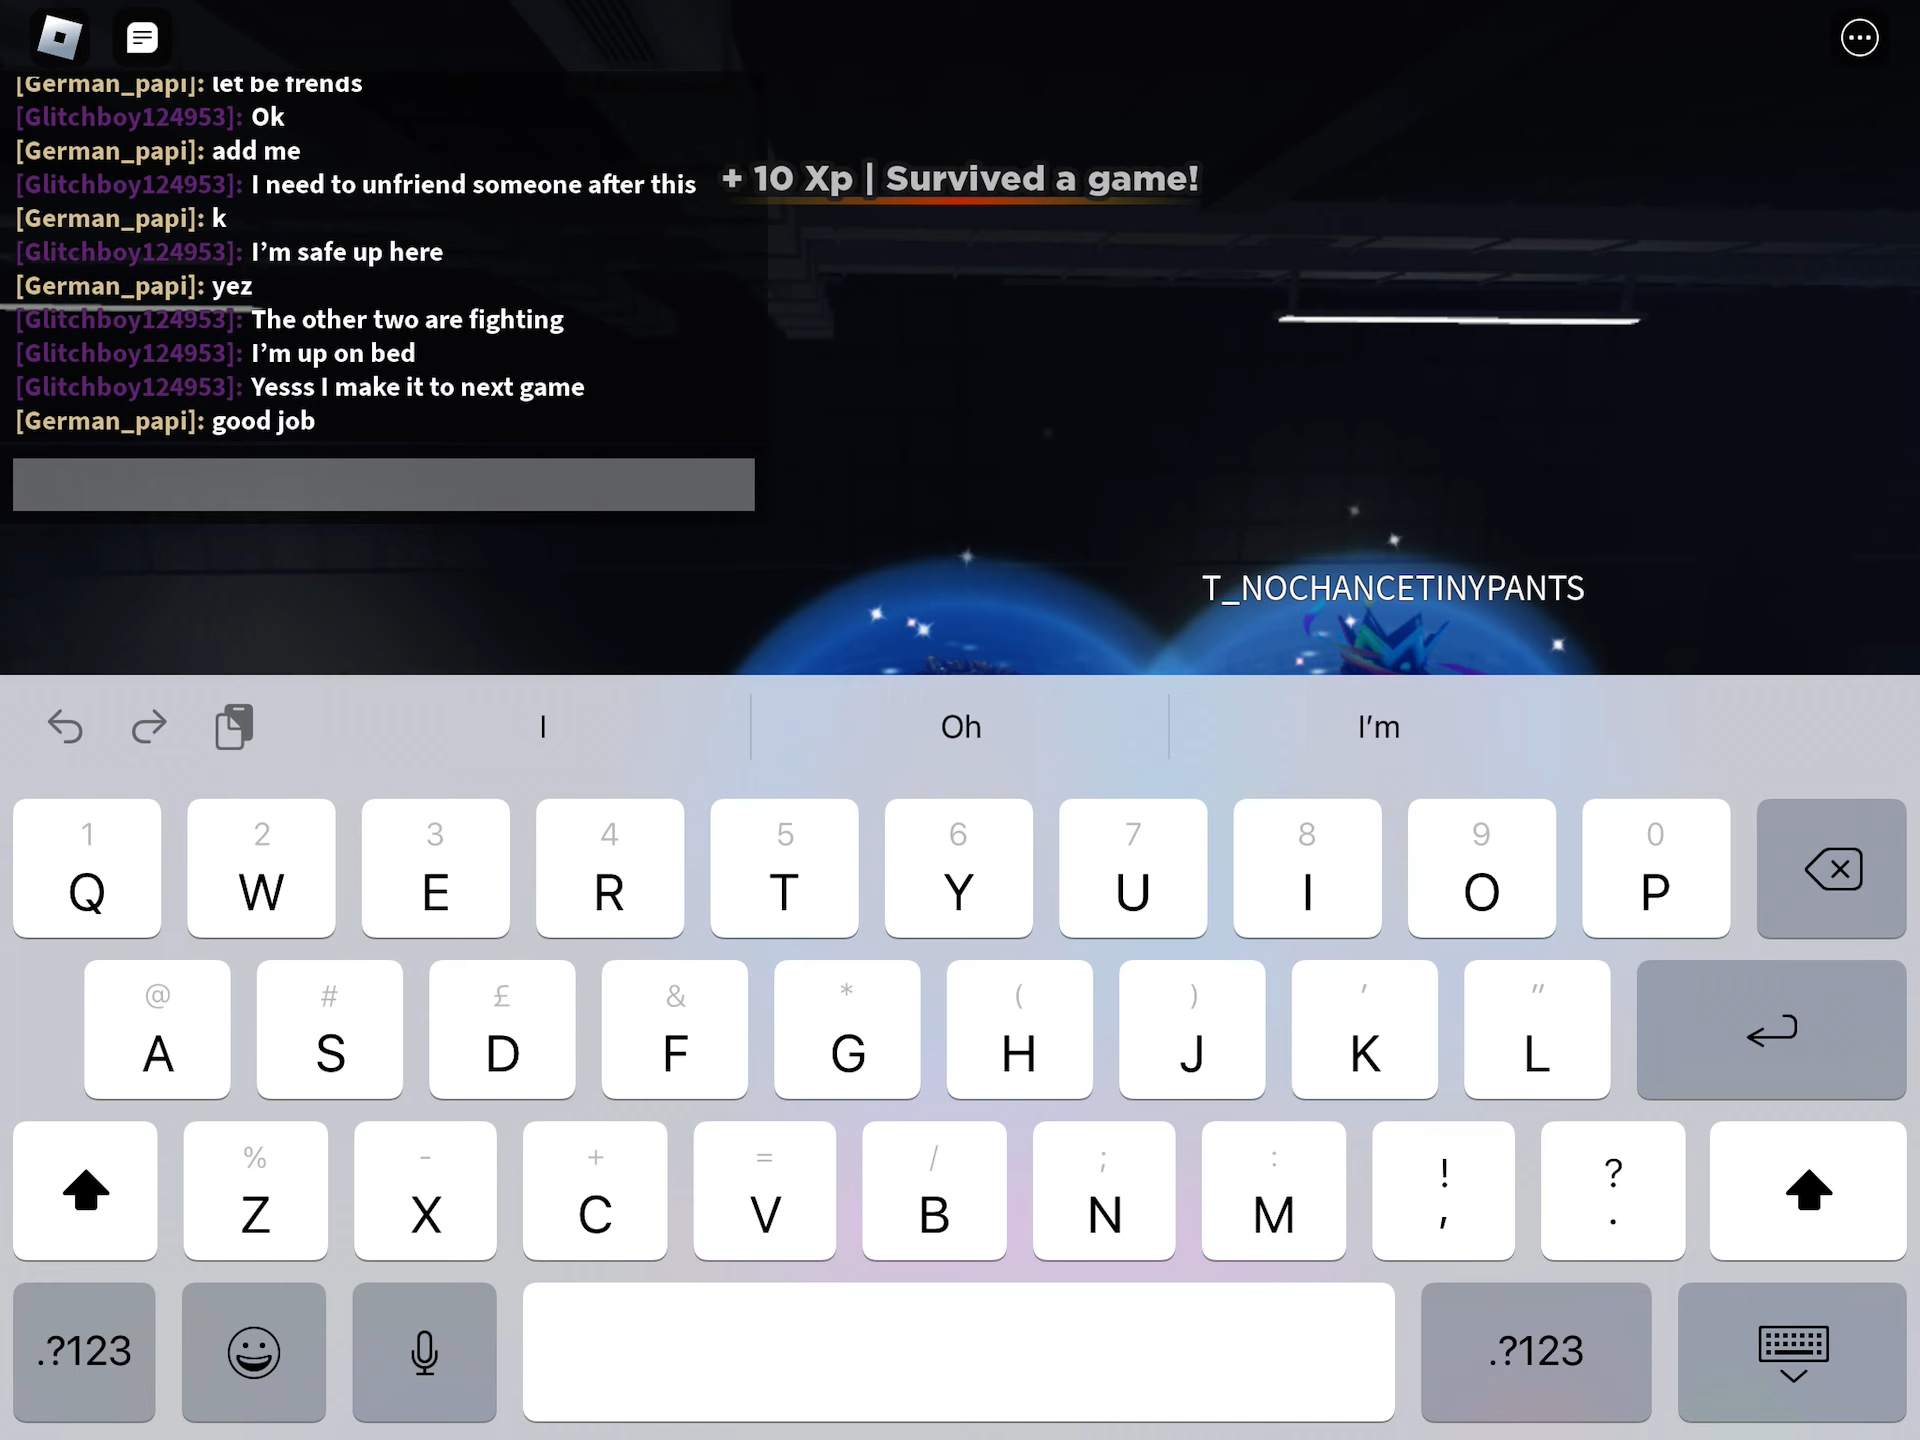 [German_papi]: let be frends
[Glitchboy124953]: Ok
[German_papi]: add me
[Glitchboy124953]: I need to unfriend someone after this
[German_papi]: k
[Glitchboy124953]: I’m safe up here
[German_papi]: yez
[Glitchboy124953]: The other two are fighting
[Glitchboy124953]: I’m up on bed
[Glitchboy124953]: Yesss I make it to next game
[German_papi]: good job
+ 10 Xp | Survived a game!
T_NOCHANCETINYPANTS
I Oh I’m
1 2 3 4 5 6 7 8 9 0
Q W E R T Y U I O P
@ # £ & * ( ) ' "
A S D F G H J K L
% - + = / ; : ! ?
Z X C V B N M , .
.?123 .?123